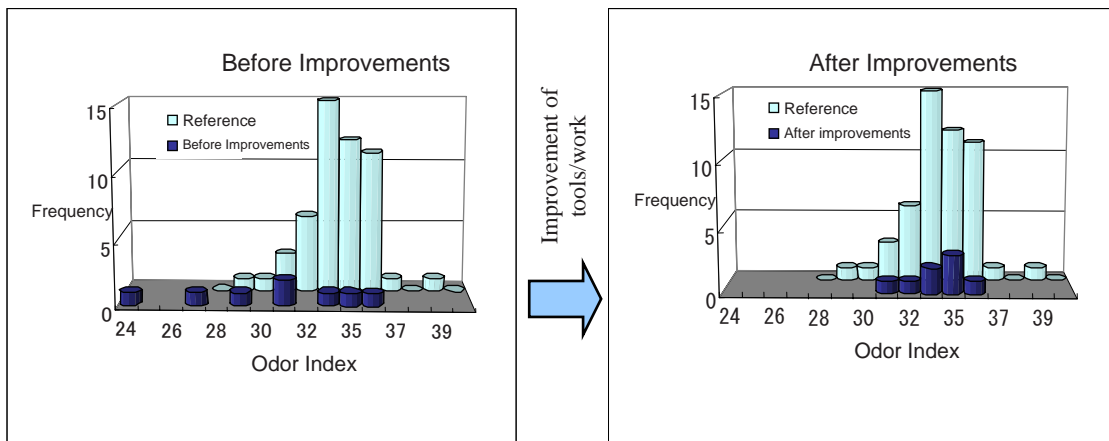 Before Improvements
15
Reference
Before Improvements
10
Frequency
5
0
24 26 28 30 32 35 37 39
Odor Index
Improvement of
tools/work
After Improvements
15
Reference
After improvements
10
Frequency
5
0
24 26 28 30 32 35 37 39
Odor Index